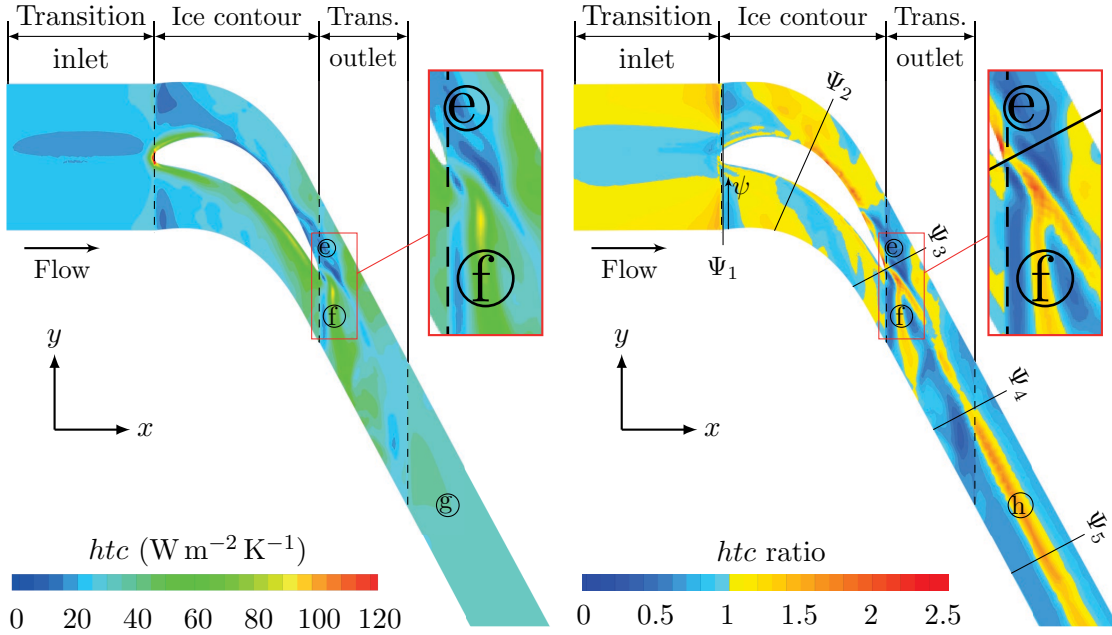 Transition Ice contour Trans.
inlet outlet
e
f
e
f
Flow
y
x
g
htc (W m−2 K−1)
0 20 40 60 80 100 120
Transition Ice contour Trans.
inlet outlet
Ψ2
e
f
ψ
e
Ψ3
f
Flow
Ψ1
y
x
Ψ4
h
Ψ5
htc ratio
0 0.5 1 1.5 2 2.5